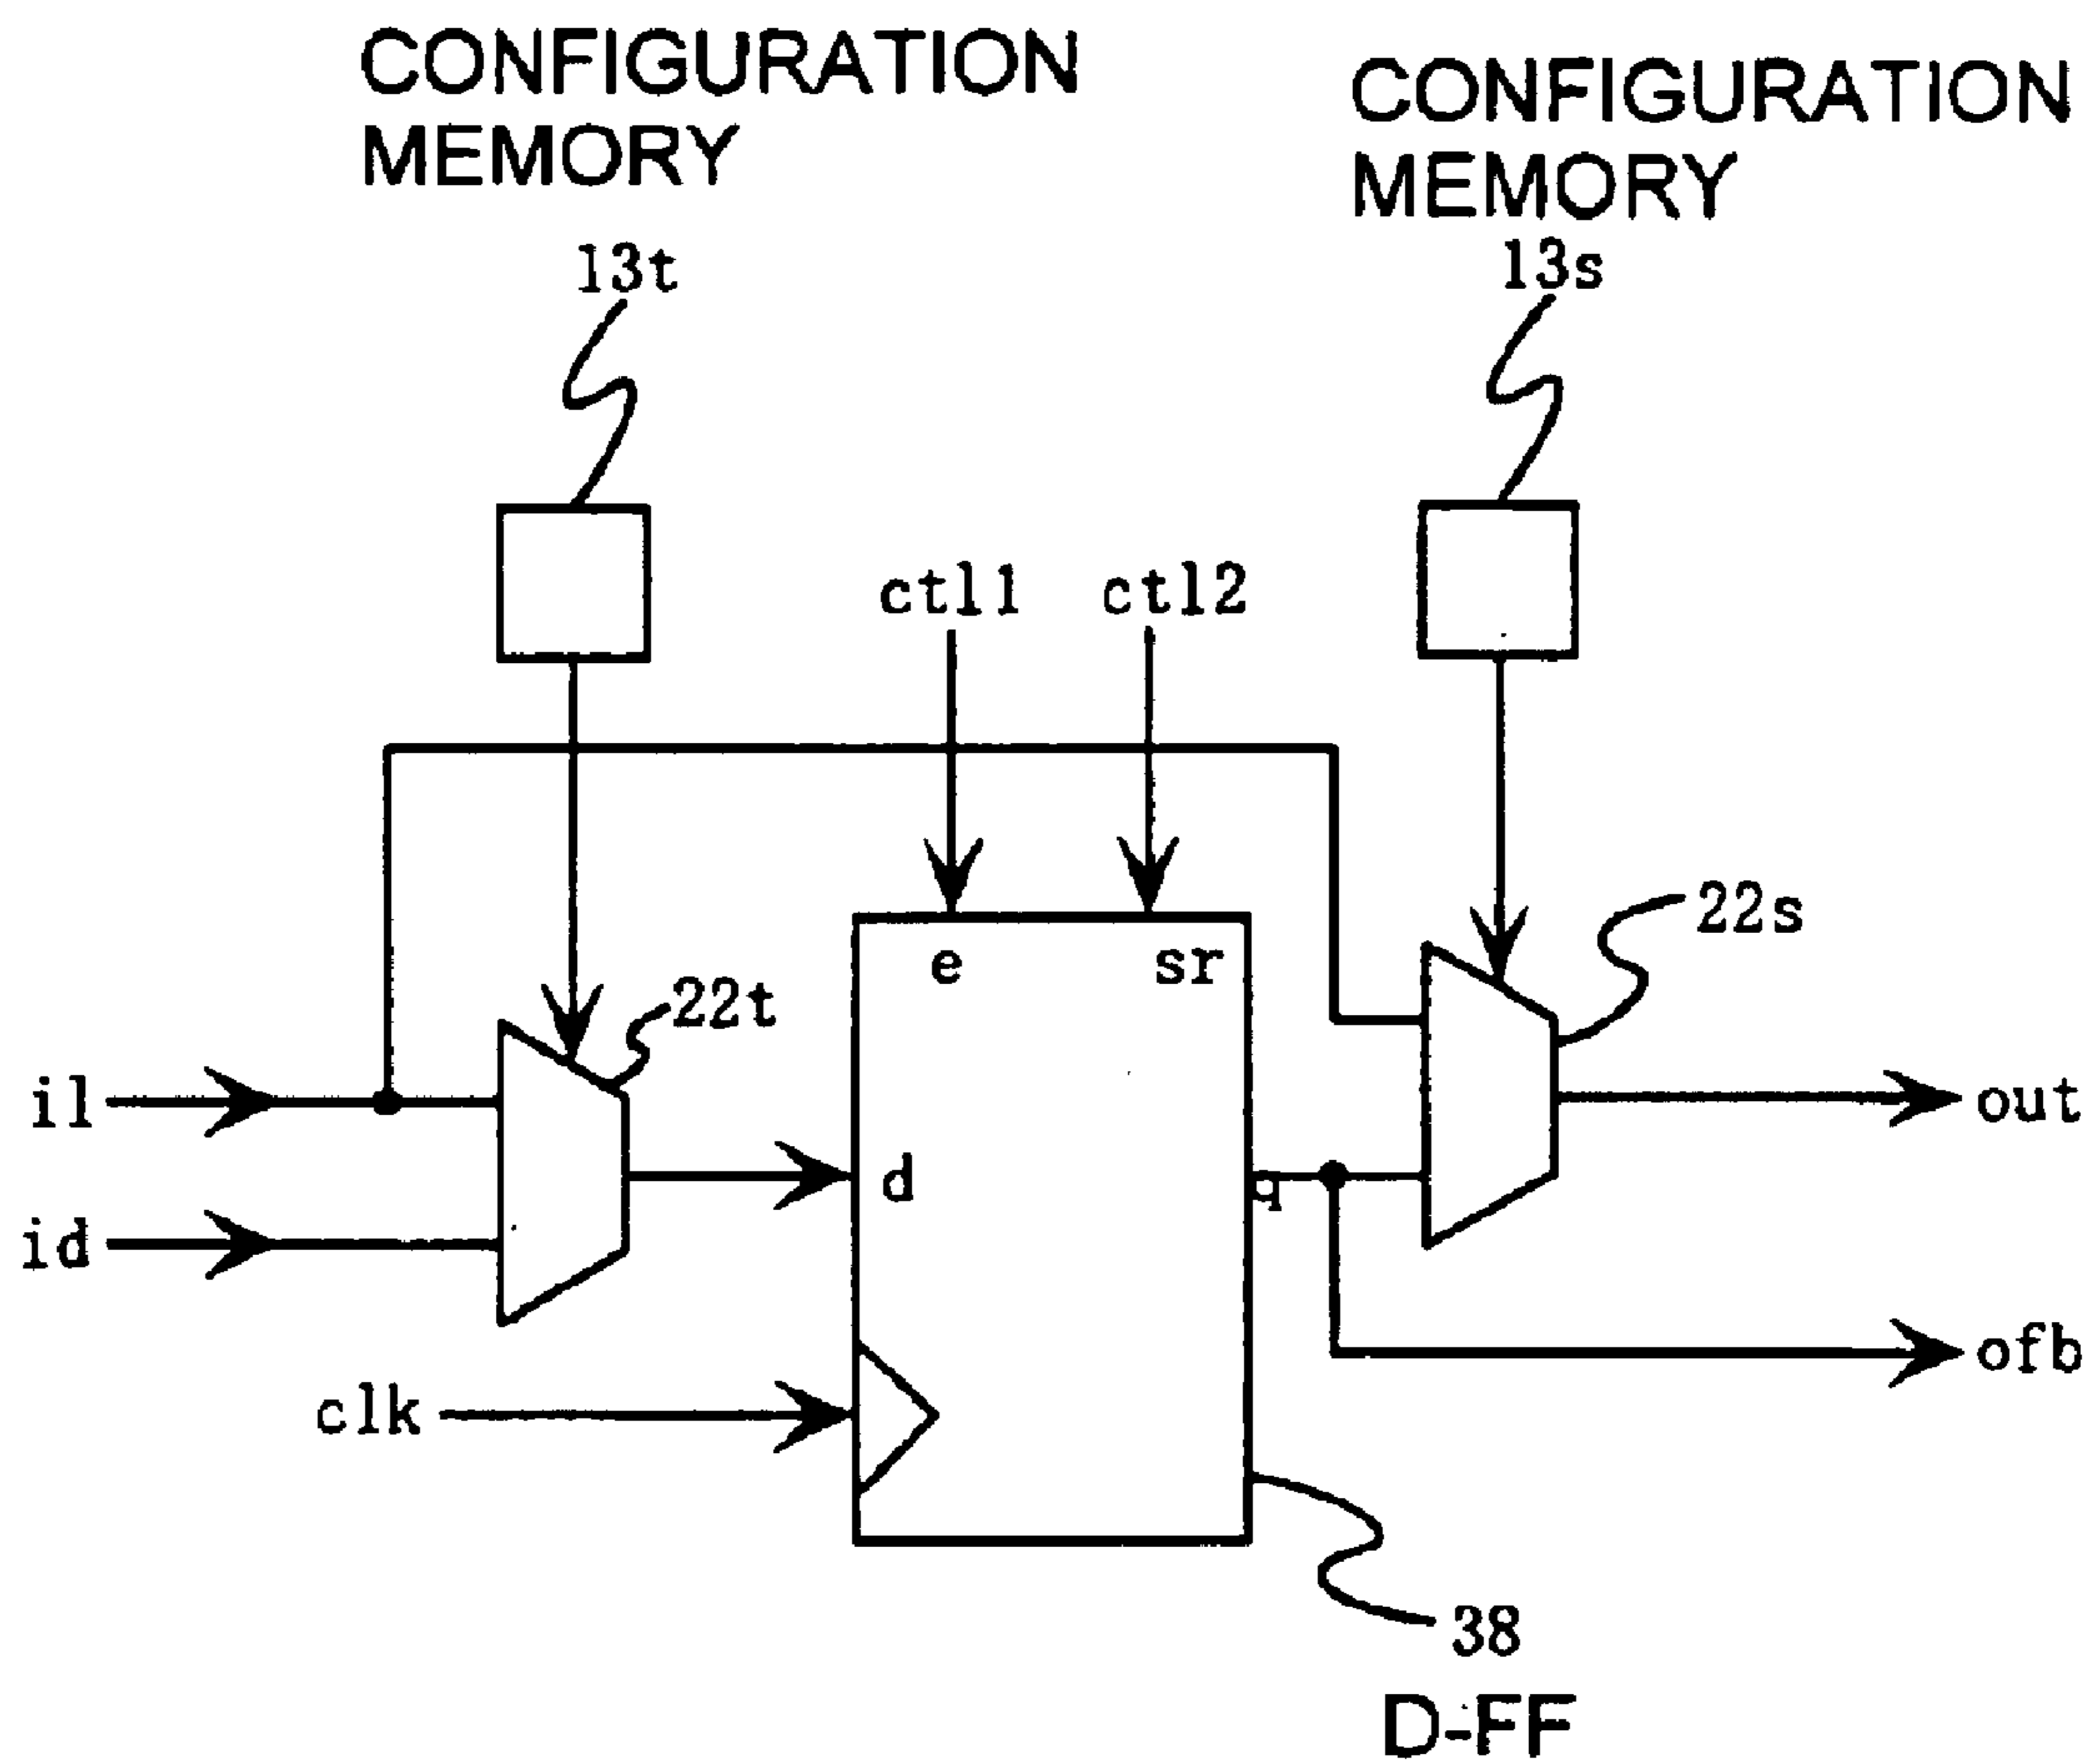 CONFIGURATION
MEMORY
13t
CONFIGURATION
MEMORY
13s
ctl1
ctl2
22s
e
sr
22t
il
out
d
q
id
ofb
clk
38
D-FF